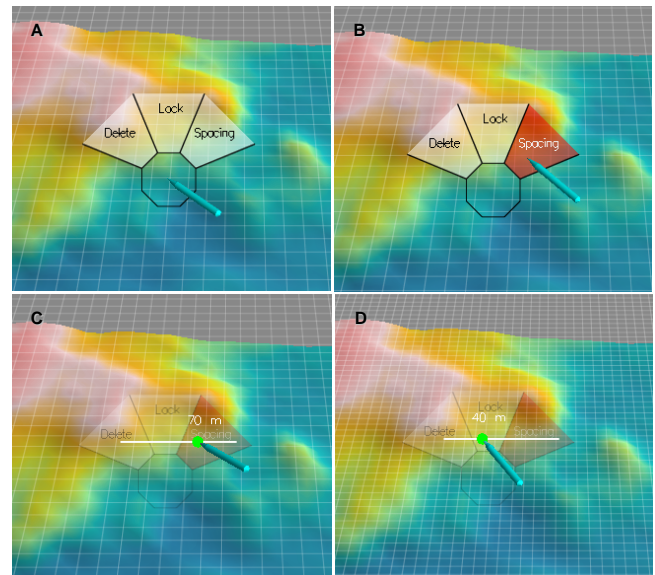 A
Lock
Delete
Spacing
B
Lock
Delete
Spacing
C
Lock
70 m
Delete
Spacing
D
Lock
40 m
Delete
Spacing